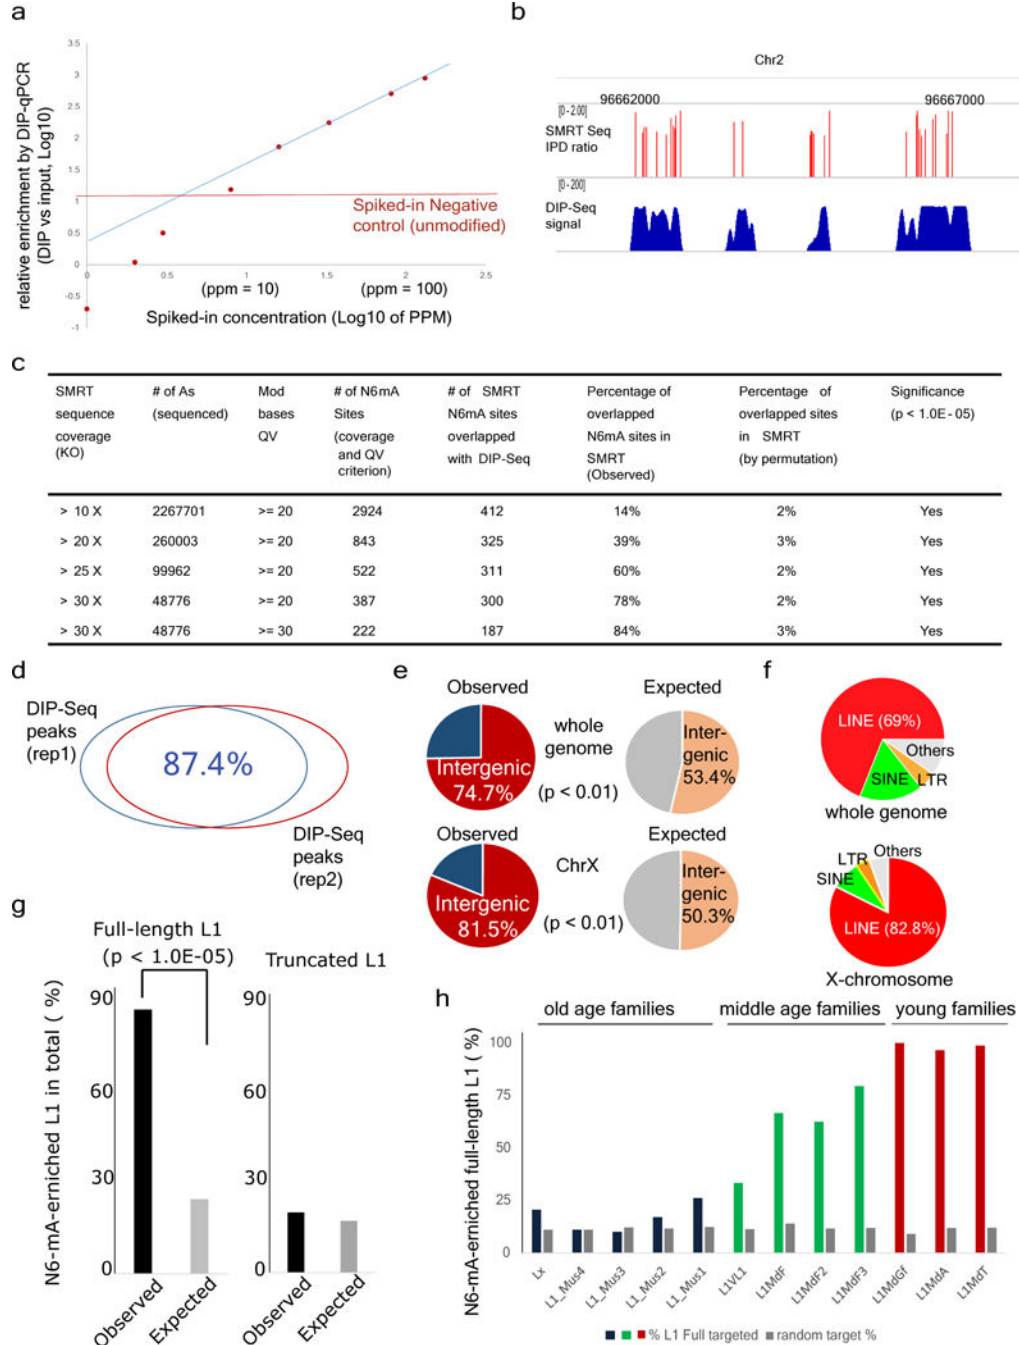 a
relative enrichment by DIP-qPCR
(DIP vs input, Log10)
3.5
3
2.5
2
1.5
1
0.5
0
-0.5
-1
0
0.5
1
1.5
2
2.5
Spiked-in Negative
control (unmodified)
(ppm = 10)
(ppm = 100)
Spiked-in concentration (Log10 of PPM)
b
Chr2
96662000
96667000
[0 - 2.00]
SMRT Seq
IPD ratio
[0 - 200]
DIP-Seq
signal
c
SMRT sequence coverage (KO) # of As (sequenced) Mod bases QV # of N6mA Sites (coverage and QV criterion) # of SMRT N6mA sites overlapped with DIP-Seq Percentage of overlapped N6mA sites in SMRT (Observed) Percentage of overlapped sites in SMRT (by permutation) Significance (p < 1.0E-05)
> 10 X 2267701 >= 20 2924 412 14% 2% Yes
> 20 X 260003 >= 20 843 325 39% 3% Yes
> 25 X 99962 >= 20 522 311 60% 2% Yes
> 30 X 48776 >= 20 387 300 78% 2% Yes
> 30 X 48776 >= 30 222 187 84% 3% Yes
d
DIP-Seq
peaks
(rep1)
87.4%
DIP-Seq
peaks
(rep2)
e
Observed
Expected
whole
genome
(p < 0.01)
Intergenic
74.7%
Inter-
genic
53.4%
Observed
Expected
ChrX
(p < 0.01)
Intergenic
81.5%
Inter-
genic
50.3%
f
LINE (69%)
Others
SINE
LTR
whole genome
Others
LTR
SINE
LINE (82.8%)
X-chromosome
g
N6-mA-erniched L1 in total ( %)
Full-length L1
(p < 1.0E-05)
90
60
30
0
Observed
Expected
Truncated L1
90
60
30
0
Observed
Expected
h
N6-mA-erniched full-length L1 ( %)
old age families
middle age families
young families
100
75
50
25
0
Lx
L1_Mus4
L1_Mus3
L1_Mus2
L1_Mus1
L1VL1
L1MdF
L1MdF2
L1MdF3
L1MdGf
L1MdA
L1MdT
% L1 Full targeted
random target %